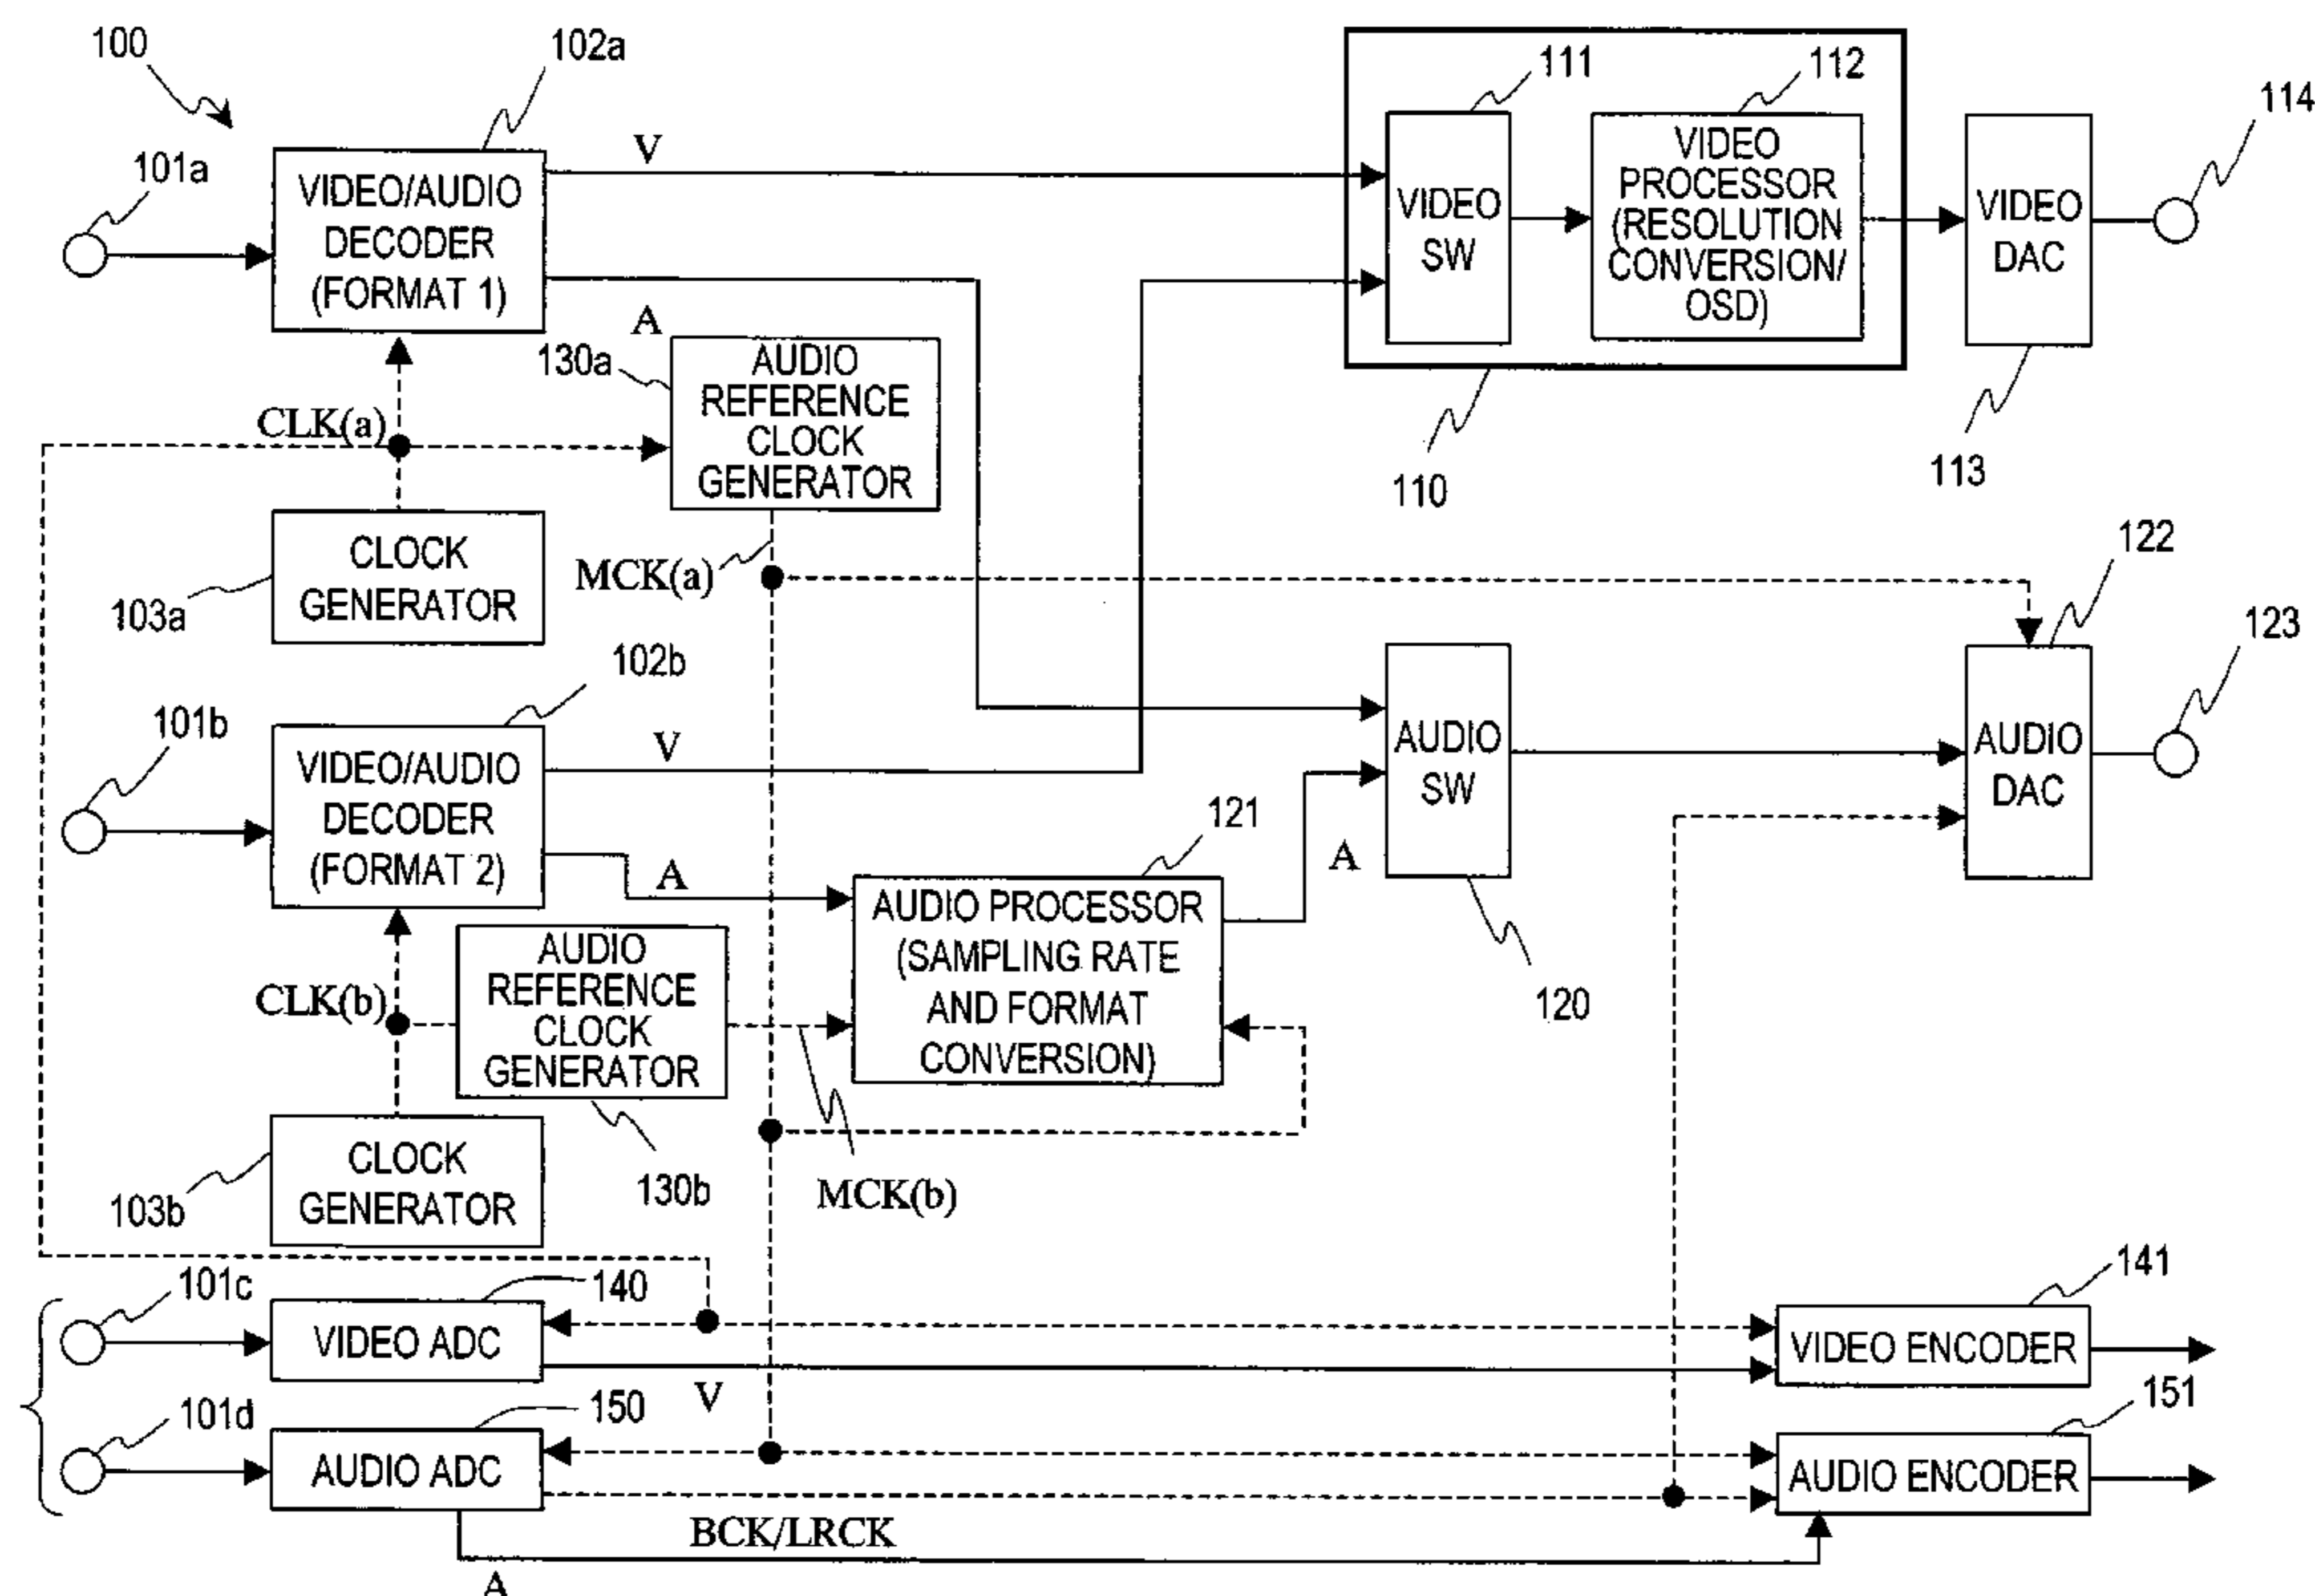 100
102a
111
112
114
101a
V
VIDEO/AUDIO
DECODER
(FORMAT 1)
VIDEO
SW
VIDEO
PROCESSOR
(RESOLUTION
CONVERSION/
OSD)
VIDEO
DAC
A
130a
AUDIO
REFERENCE
CLOCK
GENERATOR
CLK(a)
110
113
CLOCK
GENERATOR
103a
MCK(a)
122
123
102b
101b
V
VIDEO/AUDIO
DECODER
(FORMAT 2)
AUDIO
SW
AUDIO
DAC
121
A
A
AUDIO PROCESSOR
(SAMPLING RATE
AND FORMAT
CONVERSION)
120
CLK(b)
AUDIO
REFERENCE
CLOCK
GENERATOR
CLOCK
GENERATOR
103b
130b
MCK(b)
101c
140
141
VIDEO ADC
VIDEO ENCODER
V
101d
150
151
AUDIO ADC
AUDIO ENCODER
BCK/LRCK
A